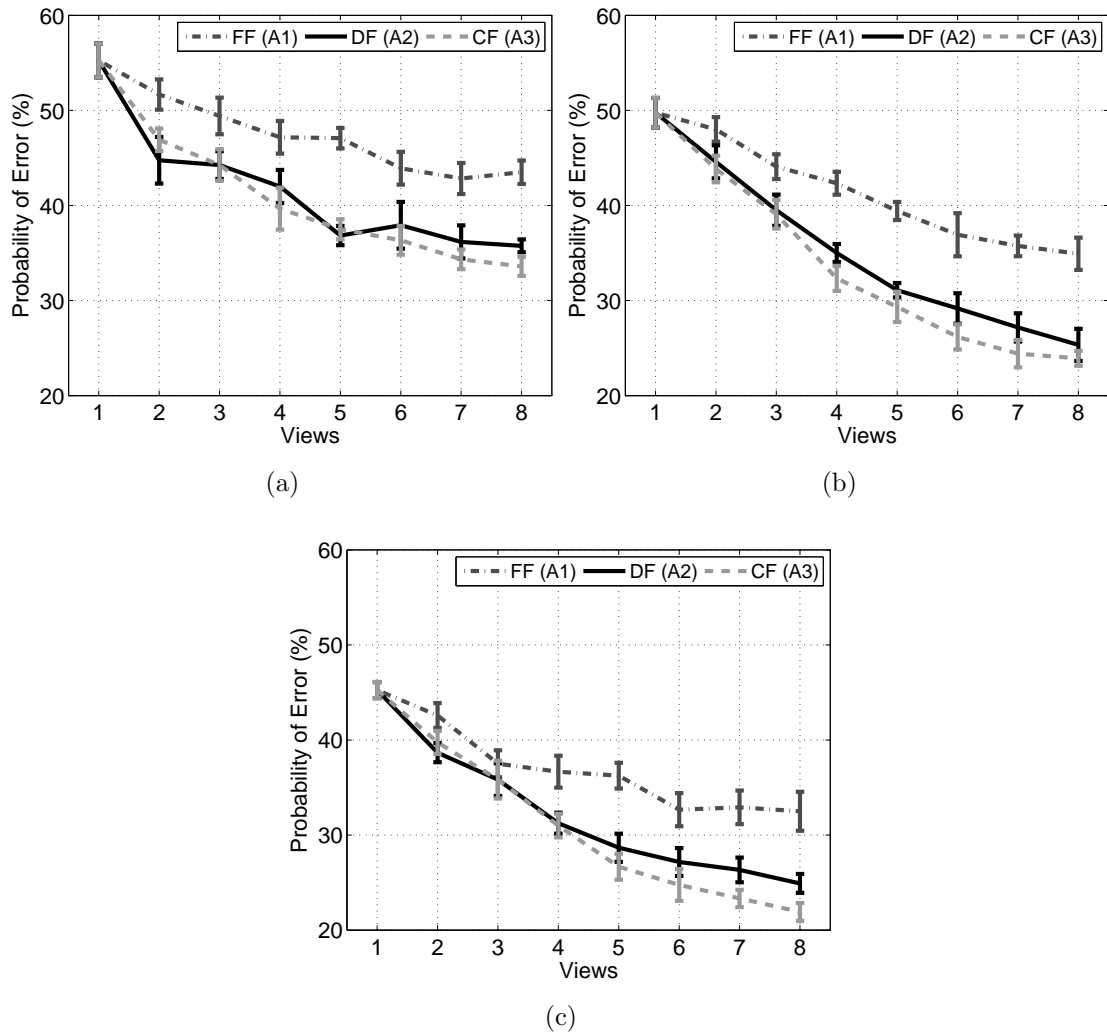 60
50
40
30
20
Probability of Error (%)
FF (A1) DF (A2) CF (A3)
1 2 3 4 5 6 7 8
Views
(a)
60
50
40
30
20
Probability of Error (%)
FF (A1) DF (A2) CF (A3)
1 2 3 4 5 6 7 8
Views
(b)
60
50
40
30
20
Probability of Error (%)
FF (A1) DF (A2) CF (A3)
1 2 3 4 5 6 7 8
Views
(c)